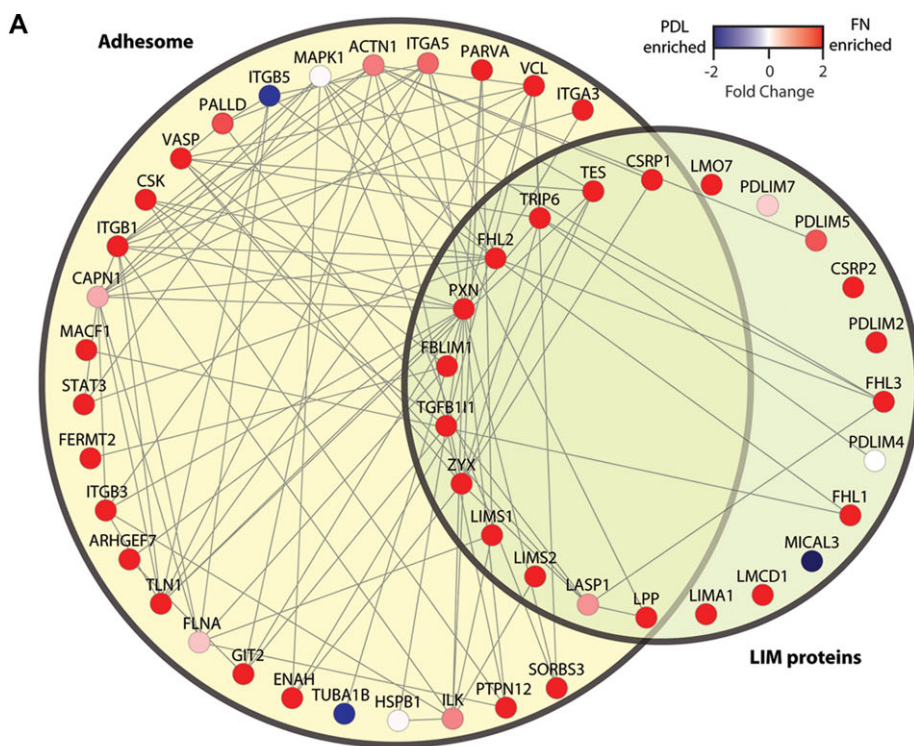 A
Adhesome
PDL enriched
FN enriched
-2 0 2
Fold Change
MAPK1
ACTN1
ITGA5
PARVA
VCL
ITGA3
ITGB5
PALLD
VASP
CSK
ITGB1
CAPN1
MACF1
STAT3
FERMT2
ITGB3
ARHGEF7
TLN1
FLNA
GIT2
ENAH
TUBA1B
HSPB1
ILK
PTPN12
SORBS3
CSRP1
TES
TRIP6
FHL2
PXN
FBLIM1
TGFB1I1
ZYX
LIMS1
LIMS2
LASP1
LPP
LMO7
PDLIM7
PDLIM5
CSRP2
PDLIM2
FHL3
PDLIM4
FHL1
MICAL3
LMCD1
LIMA1
LIM proteins